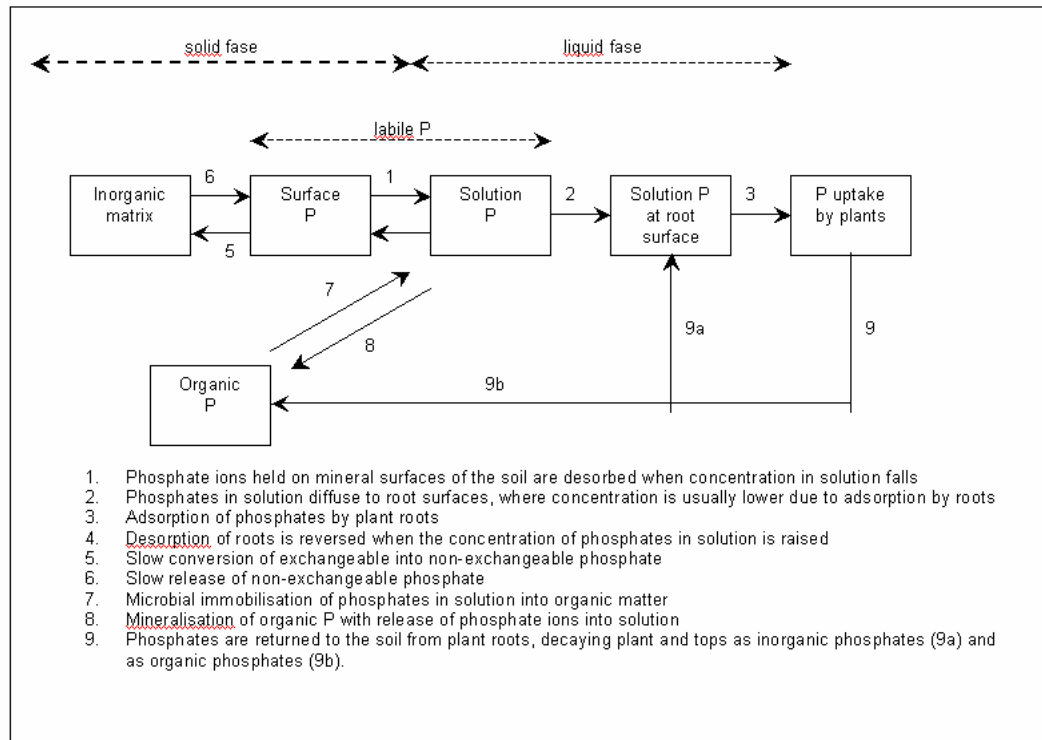 solid fase
liquid fase
labile P
6
1
2
3
Inorganic
matrix
Surface
P
Solution
P
Solution P
at root
surface
P uptake
by plants
5
7
8
9a
9
9b
Organic
P
1. Phosphate ions held on mineral surfaces of the soil are desorbed when concentration in solution falls
2. Phosphates in solution diffuse to root surfaces, where concentration is usually lower due to adsorption by roots
3. Adsorption of phosphates by plant roots
4. Desorption of roots is reversed when the concentration of phosphates in solution is raised
5. Slow conversion of exchangeable into non-exchangeable phosphate
6. Slow release of non-exchangeable phosphate
7. Microbial immobilisation of phosphates in solution into organic matter
8. Mineralisation of organic P with release of phosphate ions into solution
9. Phosphates are returned to the soil from plant roots, decaying plant and tops as inorganic phosphates (9a) and
as organic phosphates (9b).